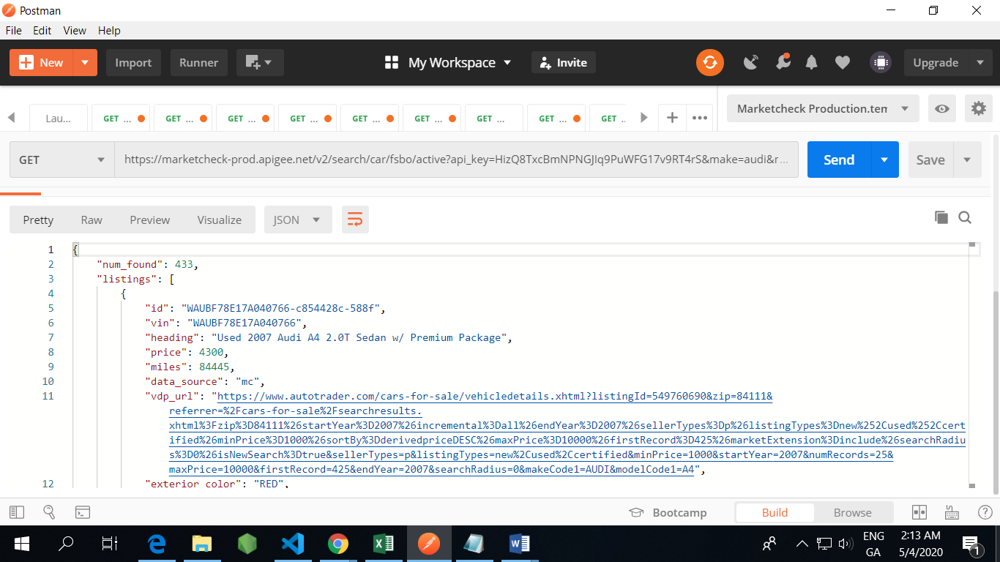 Postman
File Edit View Help
New Import Runner My Workspace Invite Upgrade
Lau... GET ... GET ... GET ... GET ... GET ... GET ... GET ... GET ... GET ... Marketcheck Production.tem
GET https://marketcheck-prod.apigee.net/v2/search/car/fsbo/active?api_key=HizQ8TxcBmNPNGJIq9PuWFG17v9RT4rS&make=audi&r... Send Save
Pretty Raw Preview Visualize JSON
1 {
2 "num_found": 433,
3 "listings": [
4 {
5 "id": "WAUBF78E17A040766-c854428c-588f",
6 "vin": "WAUBF78E17A040766",
7 "heading": "Used 2007 Audi A4 2.0T Sedan w/ Premium Package",
8 "price": 4300,
9 "miles": 84445,
10 "data_source": "mc",
11 "vdp_url": "https://www.autotrader.com/cars-for-sale/vehicledetails.xhtml?listingId=549760690&zip=84111&
referrer=%2Fcars-for-sale%2Fsearchresults.
xhtml%3Fzip%3D84111%26startYear%3D2007%26incremental%3Dall%26endYear%3D2007%26sellerTypes%3Dp%26listingTypes%3Dnew%252Cused%252Ccert
ified%26minPrice%3D1000%26sortBy%3DderivedpriceDESC%26maxPrice%3D10000%26firstRecord%3D425%26marketExtension%3Dinclude%26searchRadiu
s%3D0%26isNewSearch%3Dtrue&sellerTypes=p&listingTypes=new%2Cused%2Ccertified&minPrice=1000&startYear=2007&numRecords=25&
maxPrice=10000&firstRecord=425&endYear=2007&searchRadius=0&makeCode1=AUDI&modelCode1=A4",
12 "exterior_color": "RED",
Bootcamp Build Browse
ENG 2:13 AM
GA 5/4/2020 1